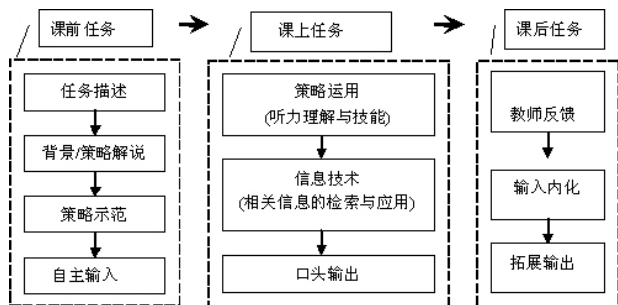 课前任务
课上任务
课后任务
任务描述
背景/策略解说
策略示范
自主输入
策略运用
(听力理解与技能)
信息技术
(相关信息的检索与应用)
口头输出
教师反馈
输入内化
拓展输出